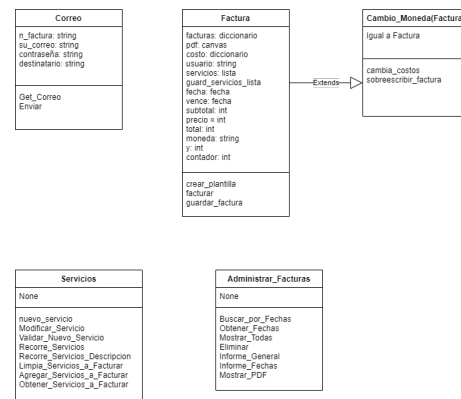 Correo
n_factura: string
su_correo: string
contraseña: string
destinatario: string
Get_Correo
Enviar
Factura
facturas: diccionario
pdf: canvas
costo: diccionario
usuario: string
servicios: lista
guard_servicios_lista
fecha: fecha
vence: fecha
subtotal: int
precio = int
total: int
moneda: string
y: int
contador: int
crear_plantilla
facturar
guardar_factura
Extends
Cambio_Moneda(Factura
Igual a Factura
cambia_costos
sobreescribir_factura
Servicios
None
nuevo_servicio
Modificar_Servicio
Validar_Nuevo_Servicio
Recorre_Servicios
Recorre_Servicios_Descripcion
Limpia_Servicios_a_Facturar
Agregar_Servicios_a_Facturar
Obtener_Servicios_a_Facturar
Administrar_Facturas
None
Buscar_por_Fechas
Obtener_Fechas
Mostrar_Todas
Eliminar
Informe_General
Informe_Fechas
Mostrar_PDF